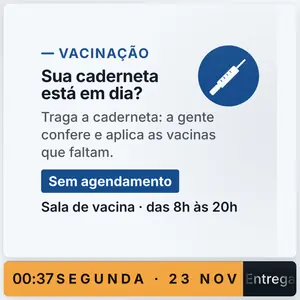 — VACINAÇÃO
Sua caderneta
está em dia?
Traga a caderneta: a gente
confere e aplica as vacinas
que faltam.
Sem agendamento
Sala de vacina · das 8h às 20h
00:37 SEGUNDA · 23 NOV Entrega